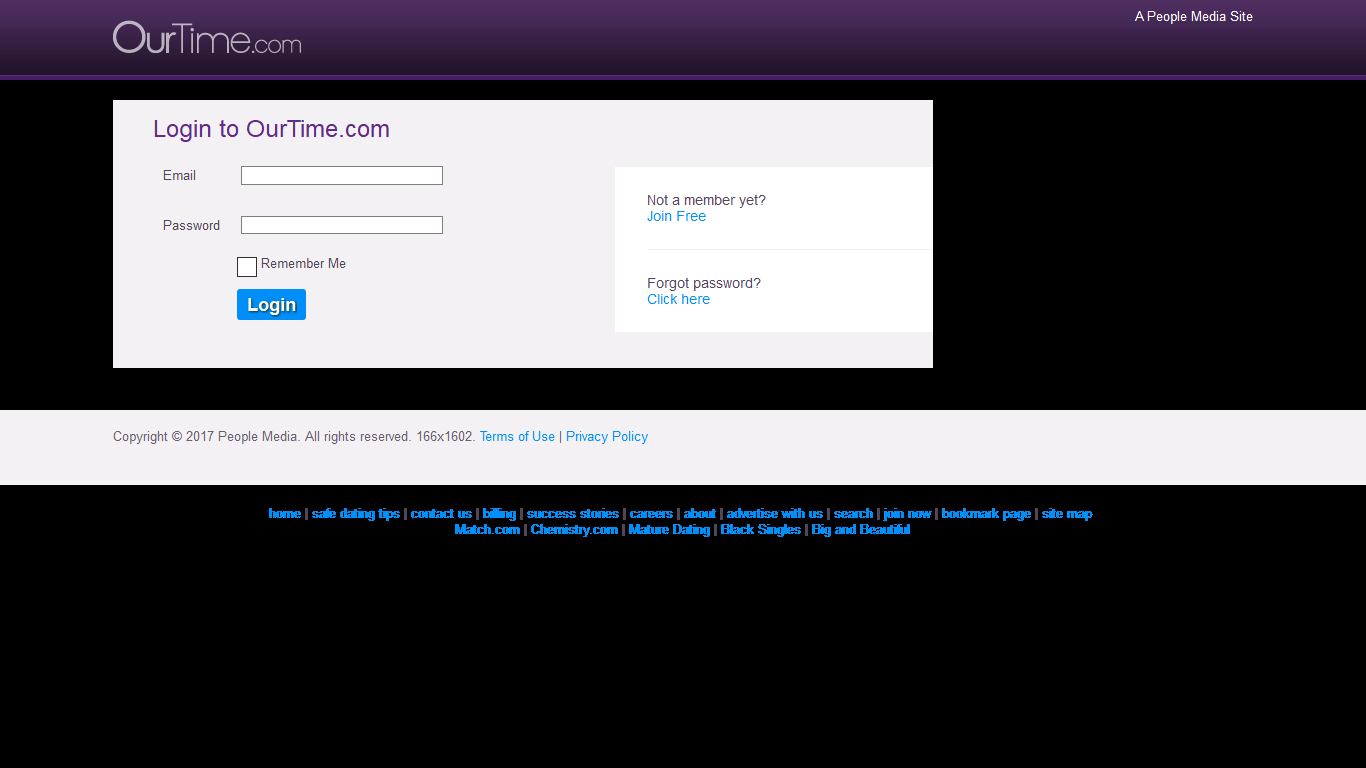 OurTime.com
A People Media Site
Login to OurTime.com
Email
Password
Remember Me
Login
Not a member yet?
Join Free
Forgot password?
Click here
Copyright © 2017 People Media. All rights reserved. 166x1602. Terms of Use | Privacy Policy
home | safe dating tips | contact us | billing | success stories | careers | about | advertise with us | search | join now | bookmark page | site map
Match.com | Chemistry.com | Mature Dating | Black Singles | Big and Beautiful